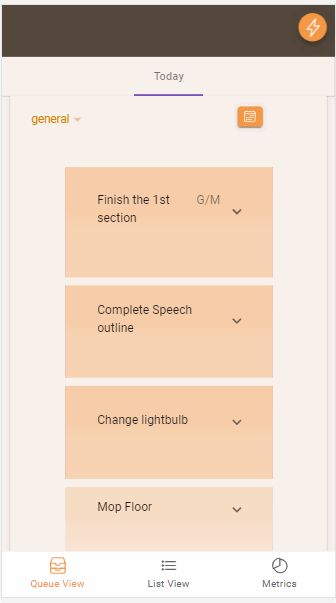 Today
general
Finish the 1st G/M
section
Complete Speech
outline
Change lightbulb
Mop Floor
Queue View List View Metrics